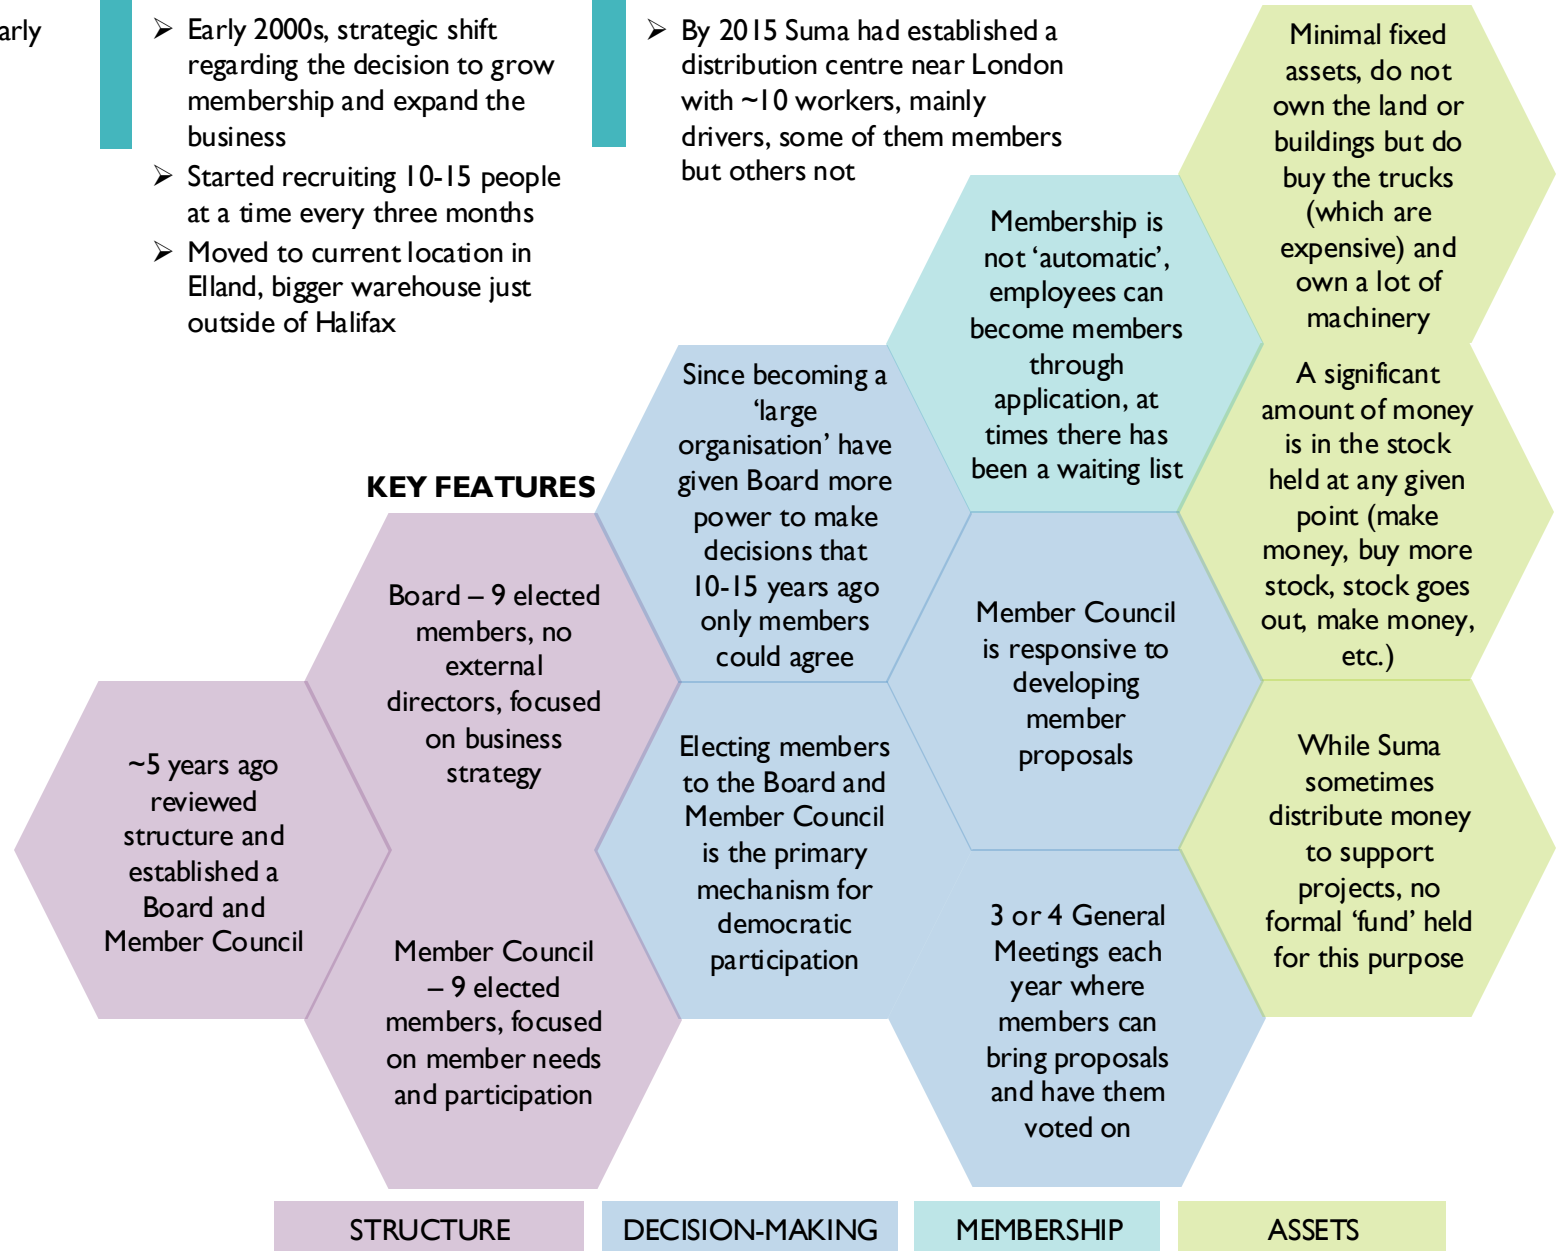 arly
➢ Early 2000s, strategic shift
regarding the decision to grow
membership and expand the
business
➢ Started recruiting 10-15 people
at a time every three months
➢ Moved to current location in
Elland, bigger warehouse just
outside of Halifax
➢ By 2015 Suma had established a
distribution centre near London
with ~10 workers, mainly
drivers, some of them members
but others not
KEY FEATURES
~5 years ago
reviewed
structure and
established a
Board and
Member Council
Board – 9 elected
members, no
external
directors, focused
on business
strategy
Member Council
– 9 elected
members, focused
on member needs
and participation
Since becoming a
‘large
organisation’ have
given Board more
power to make
decisions that
10-15 years ago
only members
could agree
Electing members
to the Board and
Member Council
is the primary
mechanism for
democratic
participation
Membership is
not ‘automatic’,
employees can
become members
through
application, at
times there has
been a waiting list
Member Council
is responsive to
developing
member
proposals
3 or 4 General
Meetings each
year where
members can
bring proposals
and have them
voted on
Minimal fixed
assets, do not
own the land or
buildings but do
buy the trucks
(which are
expensive) and
own a lot of
machinery
A significant
amount of money
is in the stock
held at any given
point (make
money, buy more
stock, stock goes
out, make money,
etc.)
While Suma
sometimes
distribute money
to support
projects, no
formal ‘fund’ held
for this purpose
STRUCTURE
DECISION-MAKING
MEMBERSHIP
ASSETS